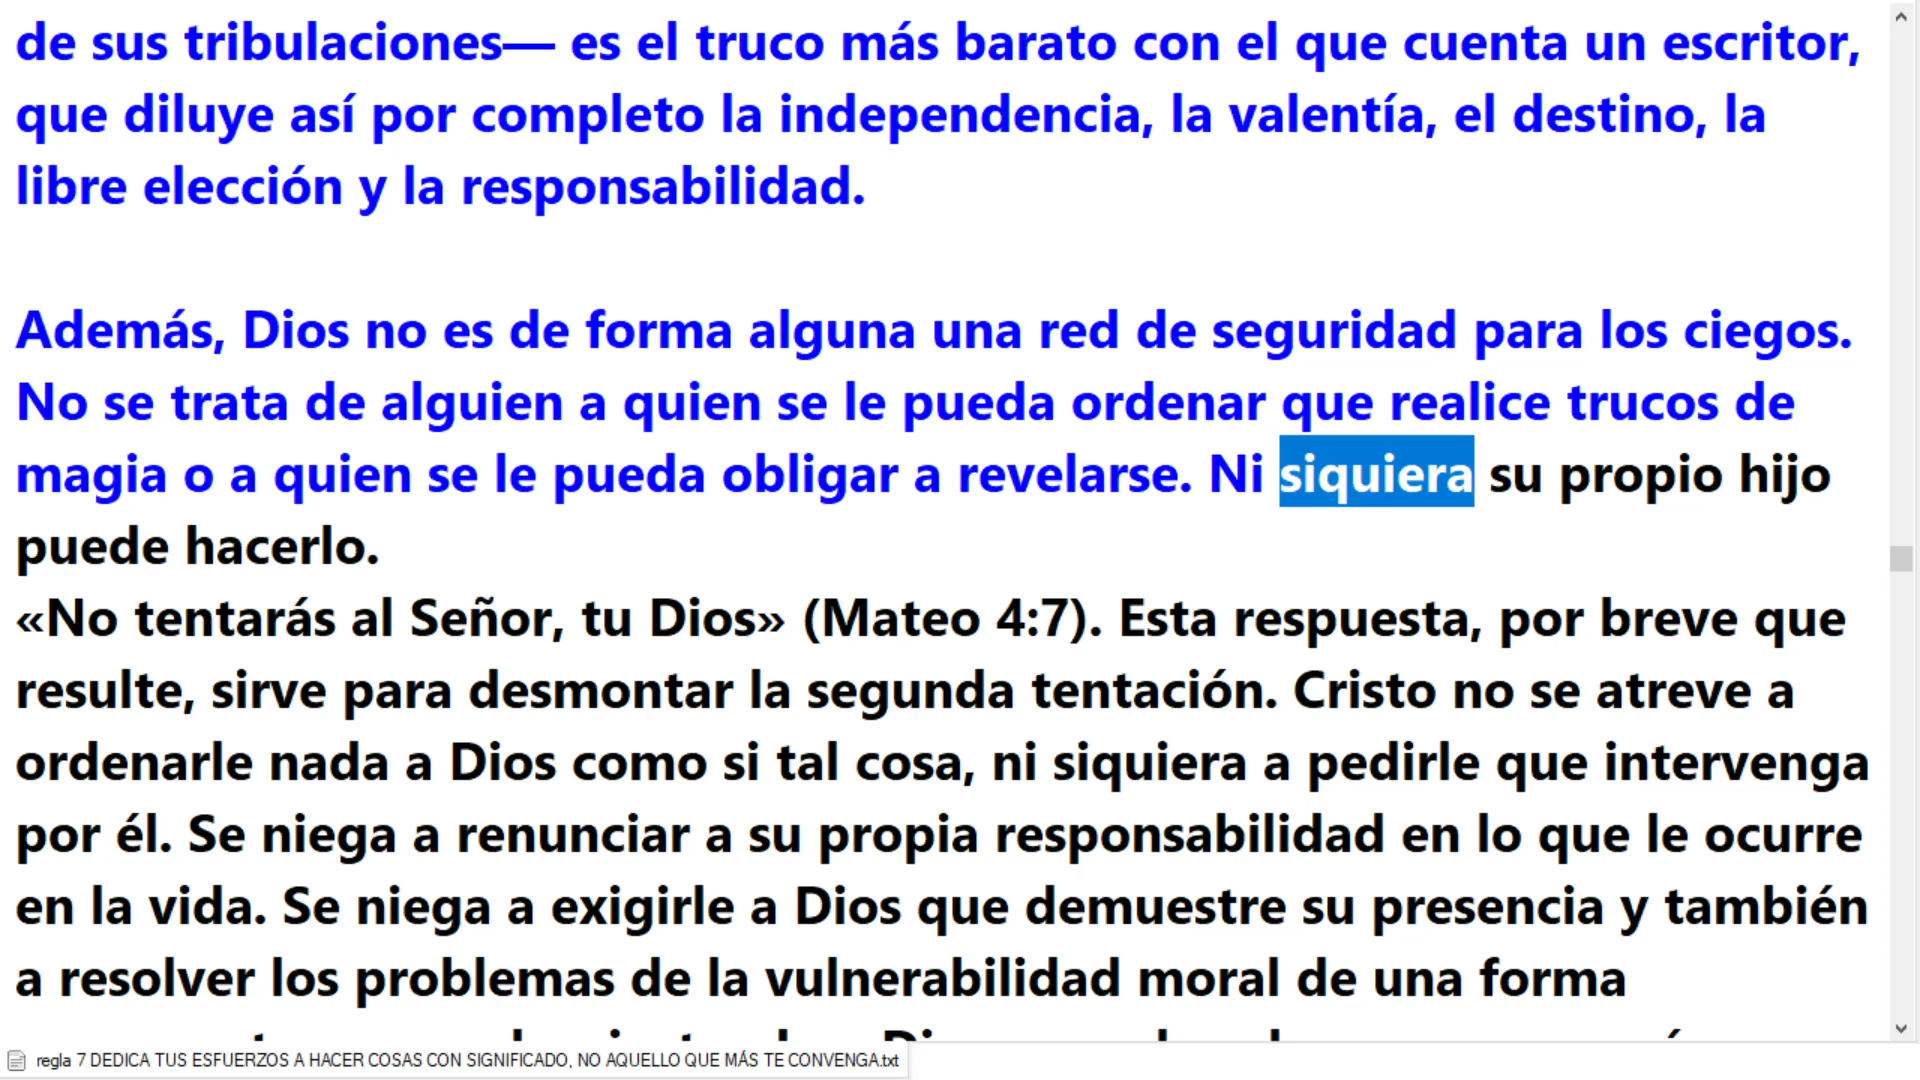 de sus tribulaciones— es el truco más barato con el que cuenta un escritor,
que diluye así por completo la independencia, la valentía, el destino, la
libre elección y la responsabilidad.
Además, Dios no es de forma alguna una red de seguridad para los ciegos.
No se trata de alguien a quien se le pueda ordenar que realice trucos de
magia o a quien se le pueda obligar a revelarse. Ni siquiera su propio hijo
puede hacerlo.
«No tentarás al Señor, tu Dios» (Mateo 4:7). Esta respuesta, por breve que
resulte, sirve para desmontar la segunda tentación. Cristo no se atreve a
ordenarle nada a Dios como si tal cosa, ni siquiera a pedirle que intervenga
por él. Se niega a renunciar a su propia responsabilidad en lo que le ocurre
en la vida. Se niega a exigirle a Dios que demuestre su presencia y también
a resolver los problemas de la vulnerabilidad moral de una forma
regla 7 DEDICA TUS ESFUERZOS A HACER COSAS CON SIGNIFICADO, NO AQUELLO QUE MÁS TE CONVENGA.txt